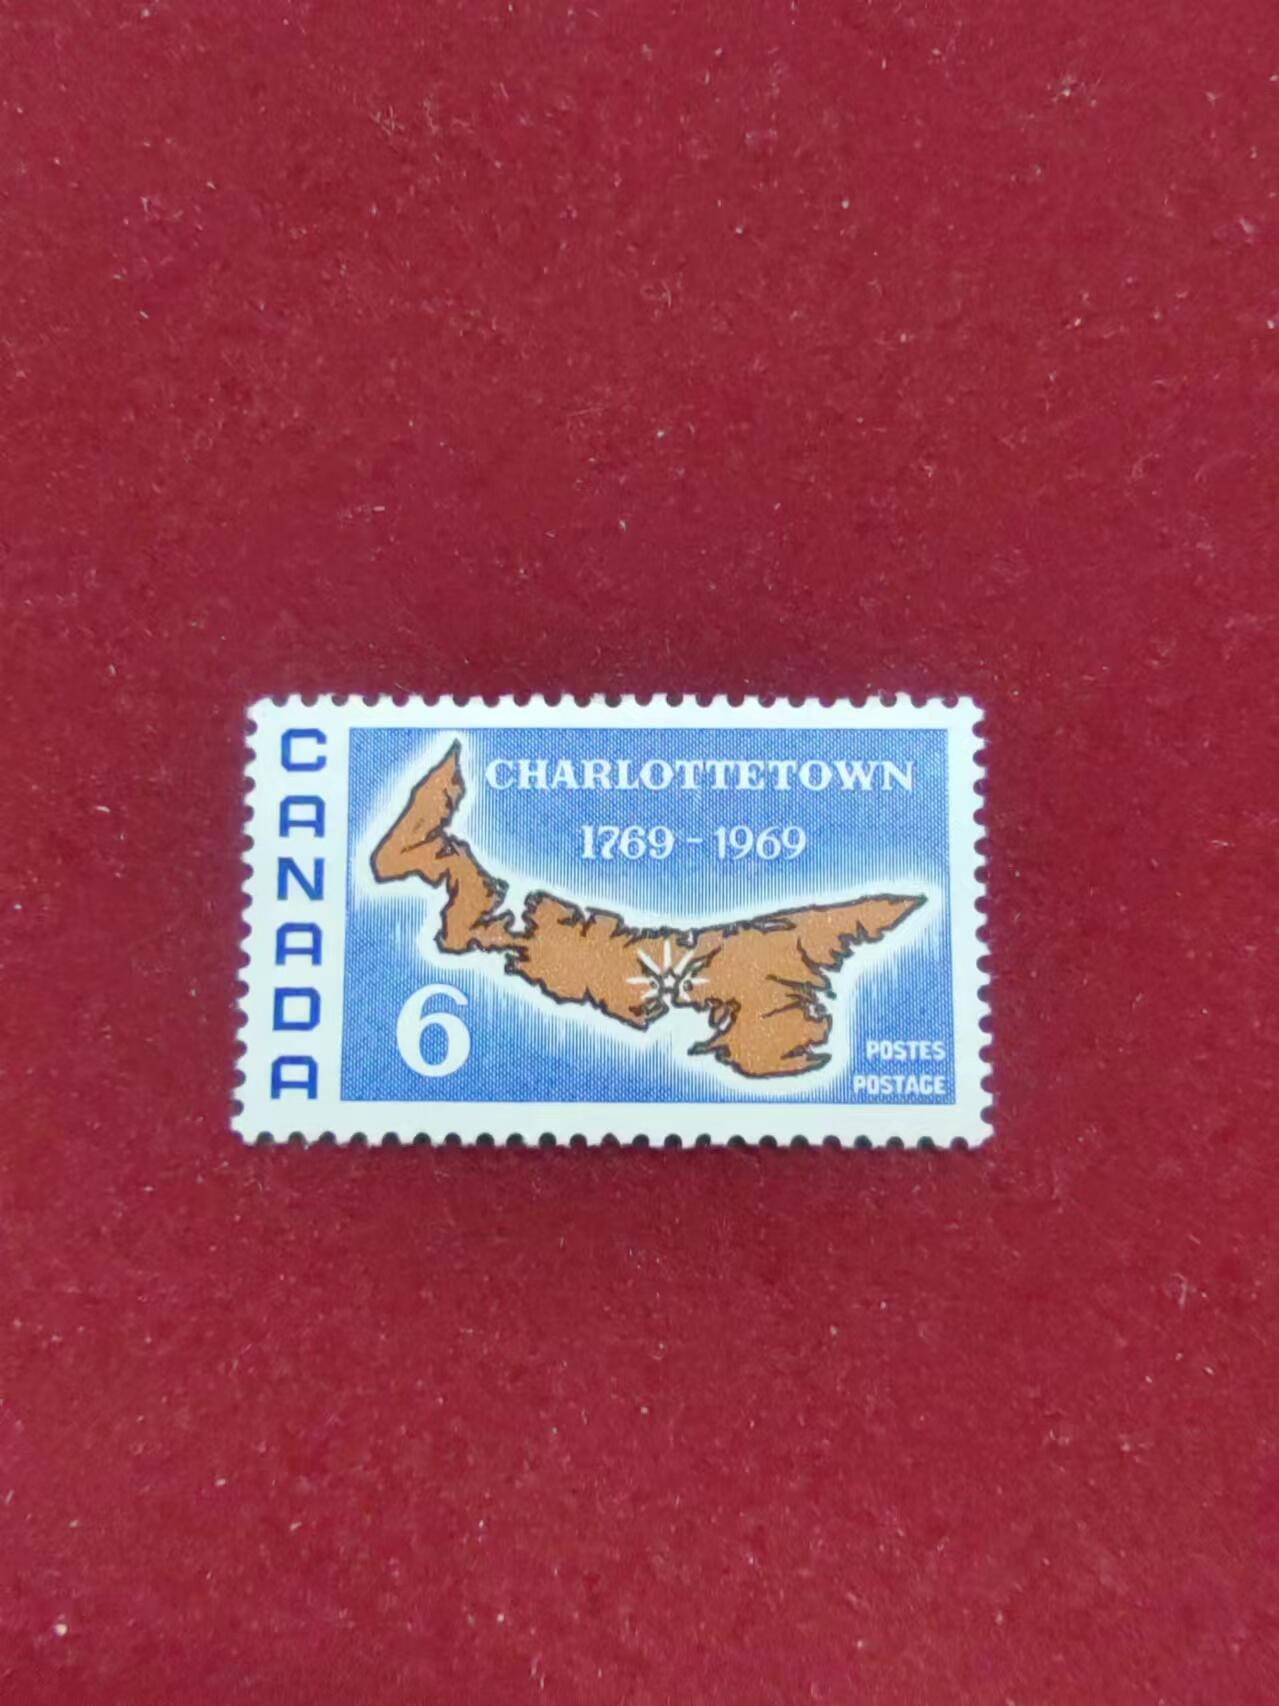 CANADA
CHARLOTTETOWN
1769-1969
6
POSTES
POSTAGE